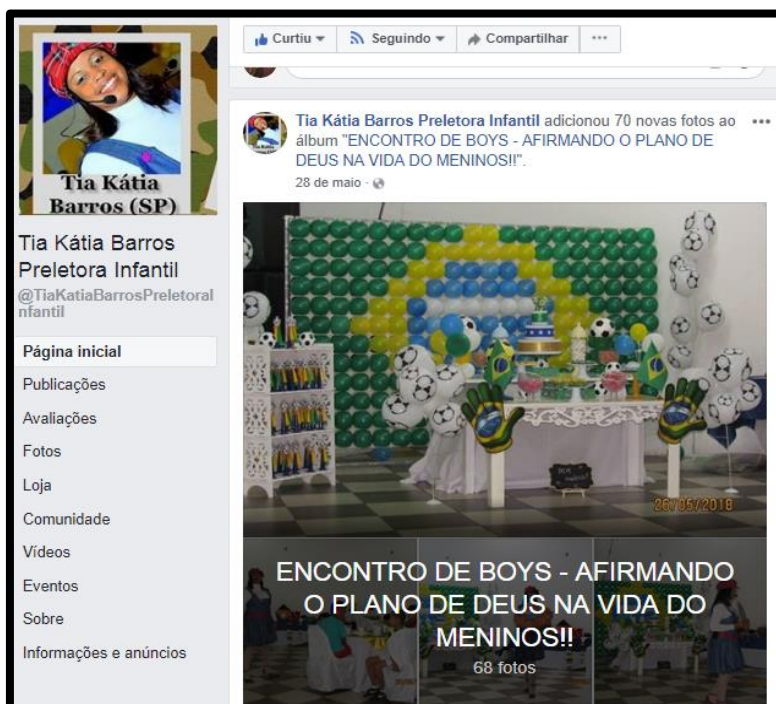 Tia Kátia
Barros (SP)
Tia Kátia Barros
Preletora Infantil
@TiaKatiaBarrosPreletoraI
nfantil
Página inicial
Publicações
Avaliações
Fotos
Loja
Comunidade
Vídeos
Eventos
Sobre
Informações e anúncios
Curtiu
Seguindo
Compartilhar
Tia Kátia Barros Preletora Infantil adicionou 70 novas fotos ao
álbum "ENCONTRO DE BOYS - AFIRMANDO O PLANO DE
DEUS NA VIDA DO MENINOS!!".
28 de maio
26/05/2018
ENCONTRO DE BOYS - AFIRMANDO
O PLANO DE DEUS NA VIDA DO
MENINOS!!
68 fotos